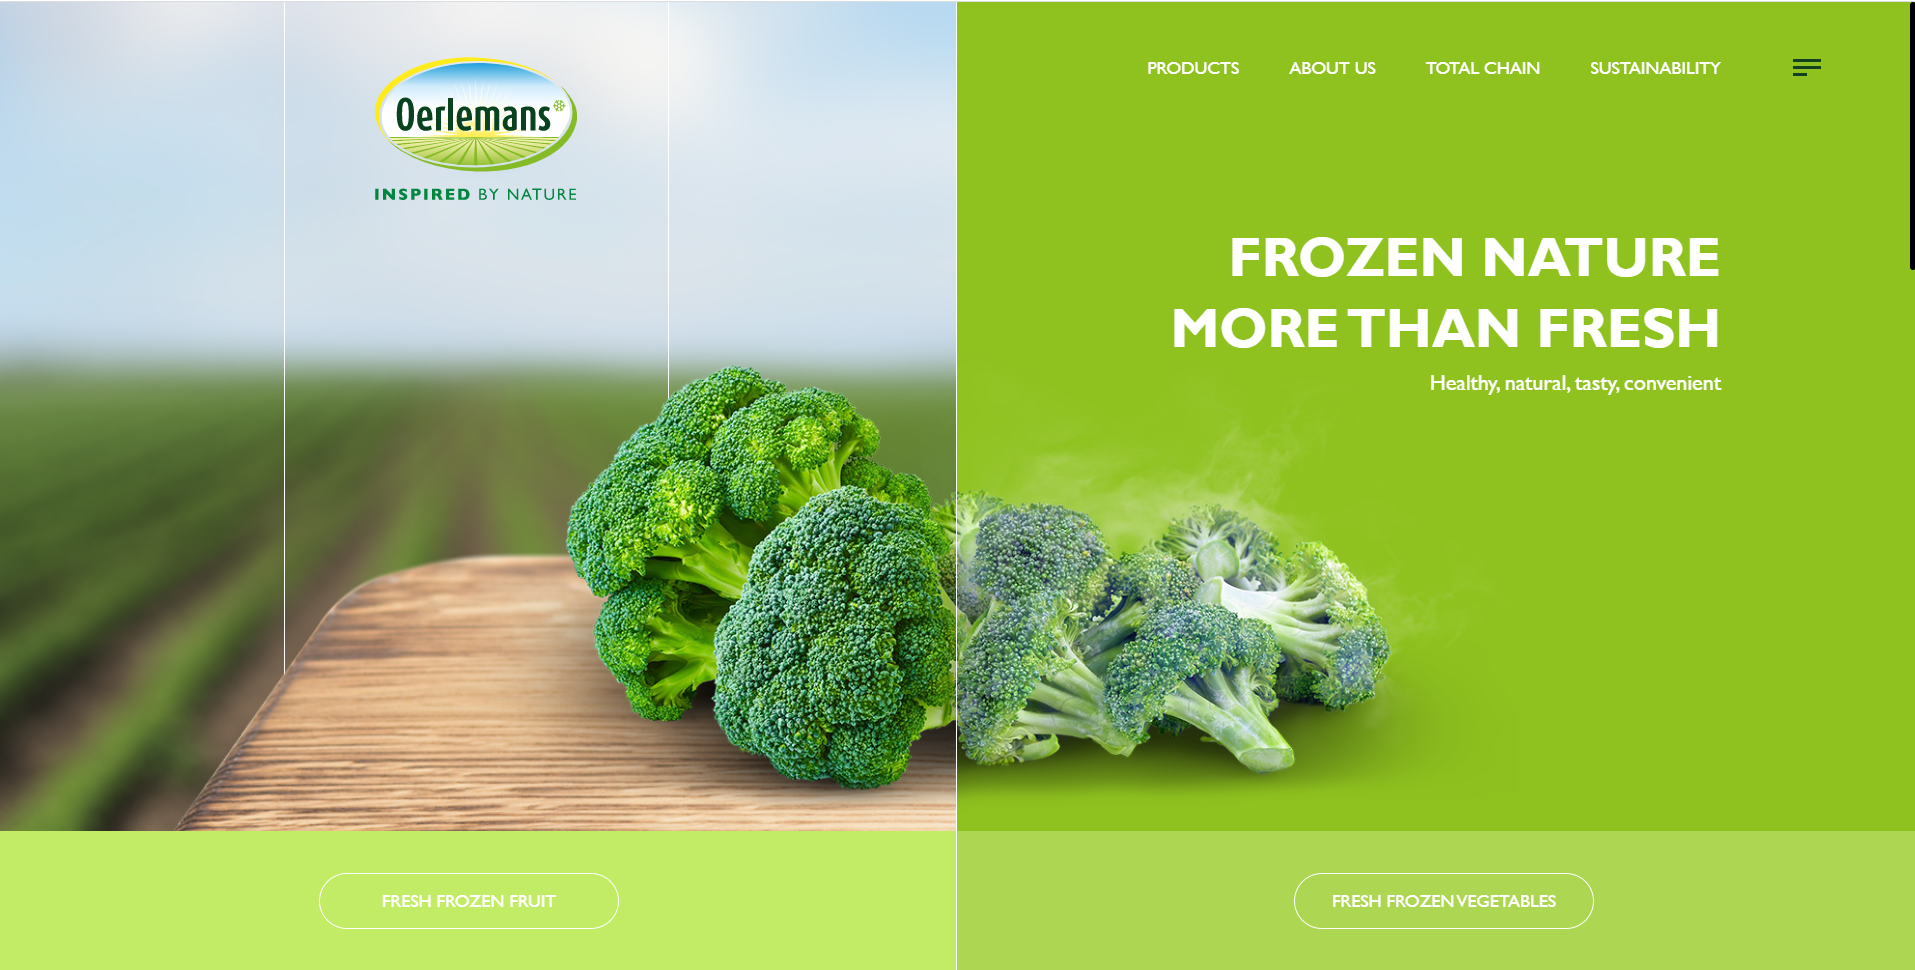 Oerlemans®
INSPIRED BY NATURE
PRODUCTS
ABOUT US
TOTAL CHAIN
SUSTAINABILITY
FROZEN NATURE
MORE THAN FRESH
Healthy, natural, tasty, convenient
FRESH FROZEN FRUIT
FRESH FROZEN VEGETABLES